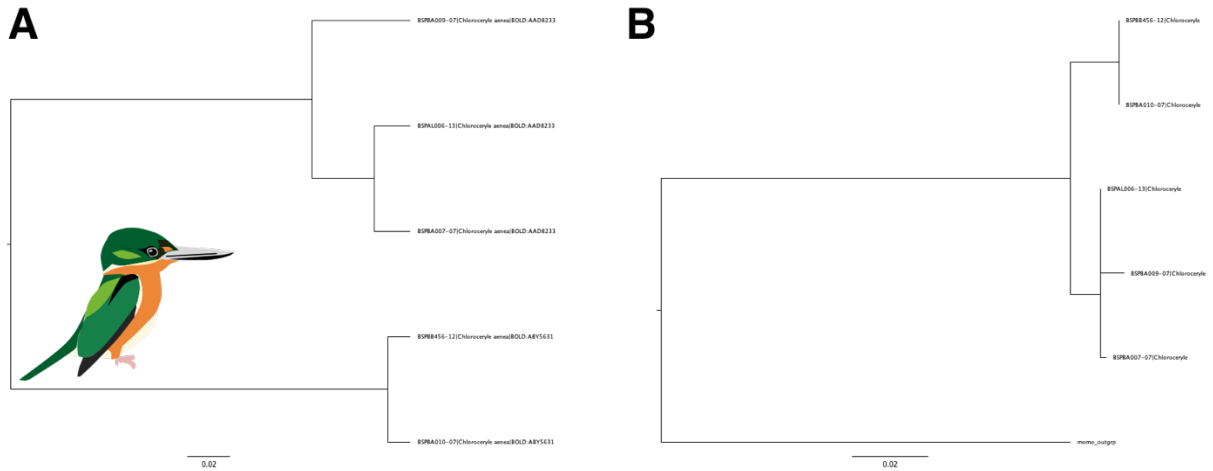 A
BSPBA009-07|Chloroceryle aenea|BOLD:AAD8233
BSPAL006-13|Chloroceryle aenea|BOLD:AAD8233
BSPBA007-07|Chloroceryle aenea|BOLD:AAD8233
BSPBB456-12|Chloroceryle aenea|BOLD:ABY5631
BSPBA010-07|Chloroceryle aenea|BOLD:ABY5631
0.02
B
BSPBB456-12|Chloroceryle
BSPBA010-07|Chloroceryle
BSPAL006-13|Chloroceryle
BSPBA009-07|Chloroceryle
BSPBA007-07|Chloroceryle
momo_outgrp
0.02